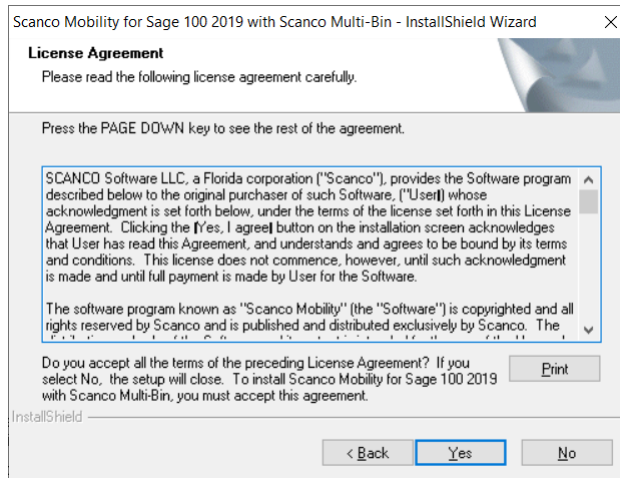 Scanco Mobility for Sage 100 2019 with Scanco Multi-Bin - InstallShield Wizard
License Agreement
Please read the following license agreement carefully.
Press the PAGE DOWN key to see the rest of the agreement.
SCANCO Software LLC, a Florida corporation ("Scanco"), provides the Software program
described below to the original purchaser of such Software, ("User‖) whose
acknowledgment is set forth below, under the terms of the license set forth in this License
Agreement. Clicking the ‖Yes, I agree‖ button on the installation screen acknowledges
that User has read this Agreement, and understands and agrees to be bound by its terms
and conditions. This license does not commence, however, until such acknowledgment
is made and until full payment is made by User for the Software.
The software program known as "Scanco Mobility" (the "Software") is copyrighted and all
rights reserved by Scanco and is published and distributed exclusively by Scanco. The
Do you accept all the terms of the preceding License Agreement? If you
select No, the setup will close. To install Scanco Mobility for Sage 100 2019
with Scanco Multi-Bin, you must accept this agreement.
Print
InstallShield
< Back
Yes
No